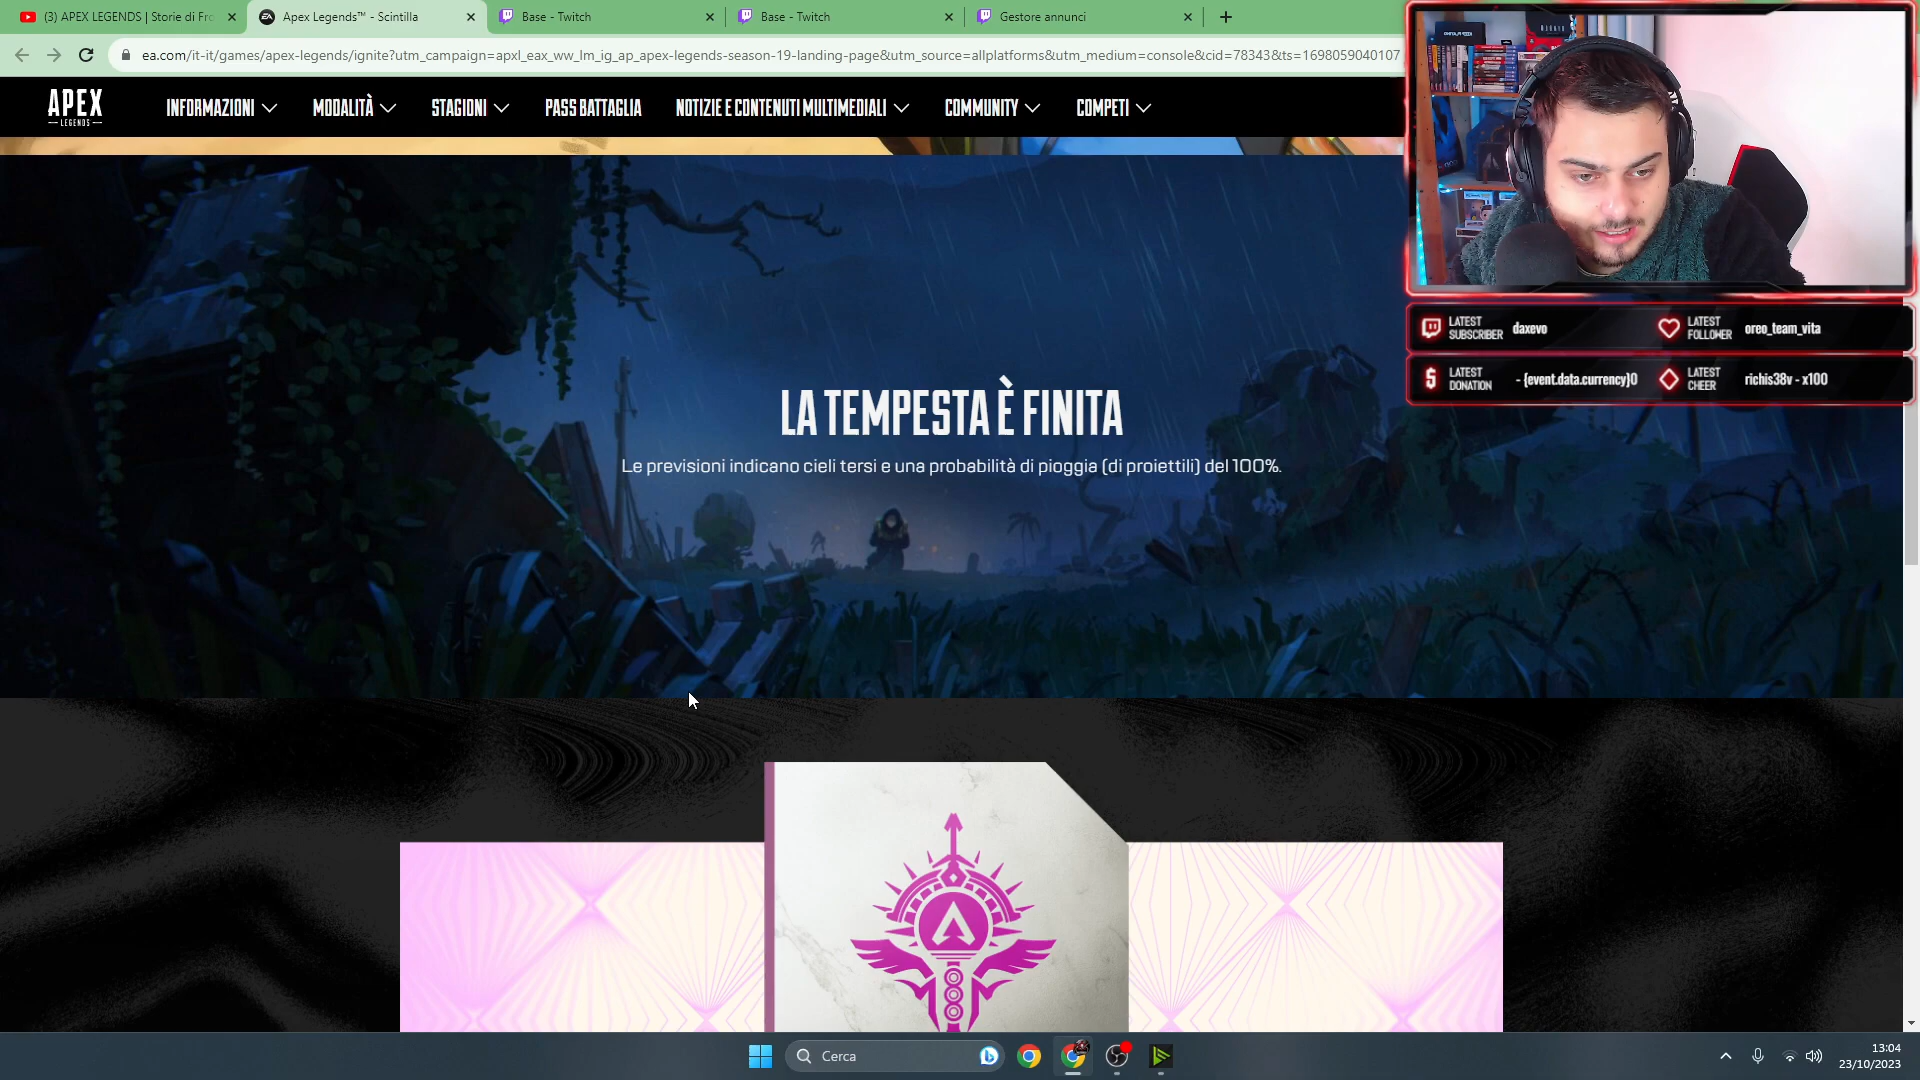 (3) APEX LEGENDS | Storie di Fro
Apex Legends™ - Scintilla
Base - Twitch
Base - Twitch
Gestore annunci
ea.com/it-it/games/apex-legends/ignite?utm_campaign=apxl_eax_ww_lm_ig_ap_apex-legends-season-19-landing-page&utm_source=allplatforms&utm_medium=console&cid=78343&ts=1698059040107
APEX
LEGENDS
INFORMAZIONI
MODALITÀ
STAGIONI
PASS BATTAGLIA
NOTIZIE E CONTENUTI MULTIMEDIALI
COMMUNITY
COMPETI
LATEST SUBSCRIBER daxevo
LATEST FOLLOWER oreo_team_vita
LATEST DONATION - {event.data.currency}0
LATEST CHEER richis38v - x100
LA TEMPESTA È FINITA
Le previsioni indicano cieli tersi e una probabilità di pioggia (di proiettili) del 100%.
Cerca
13:04
23/10/2023